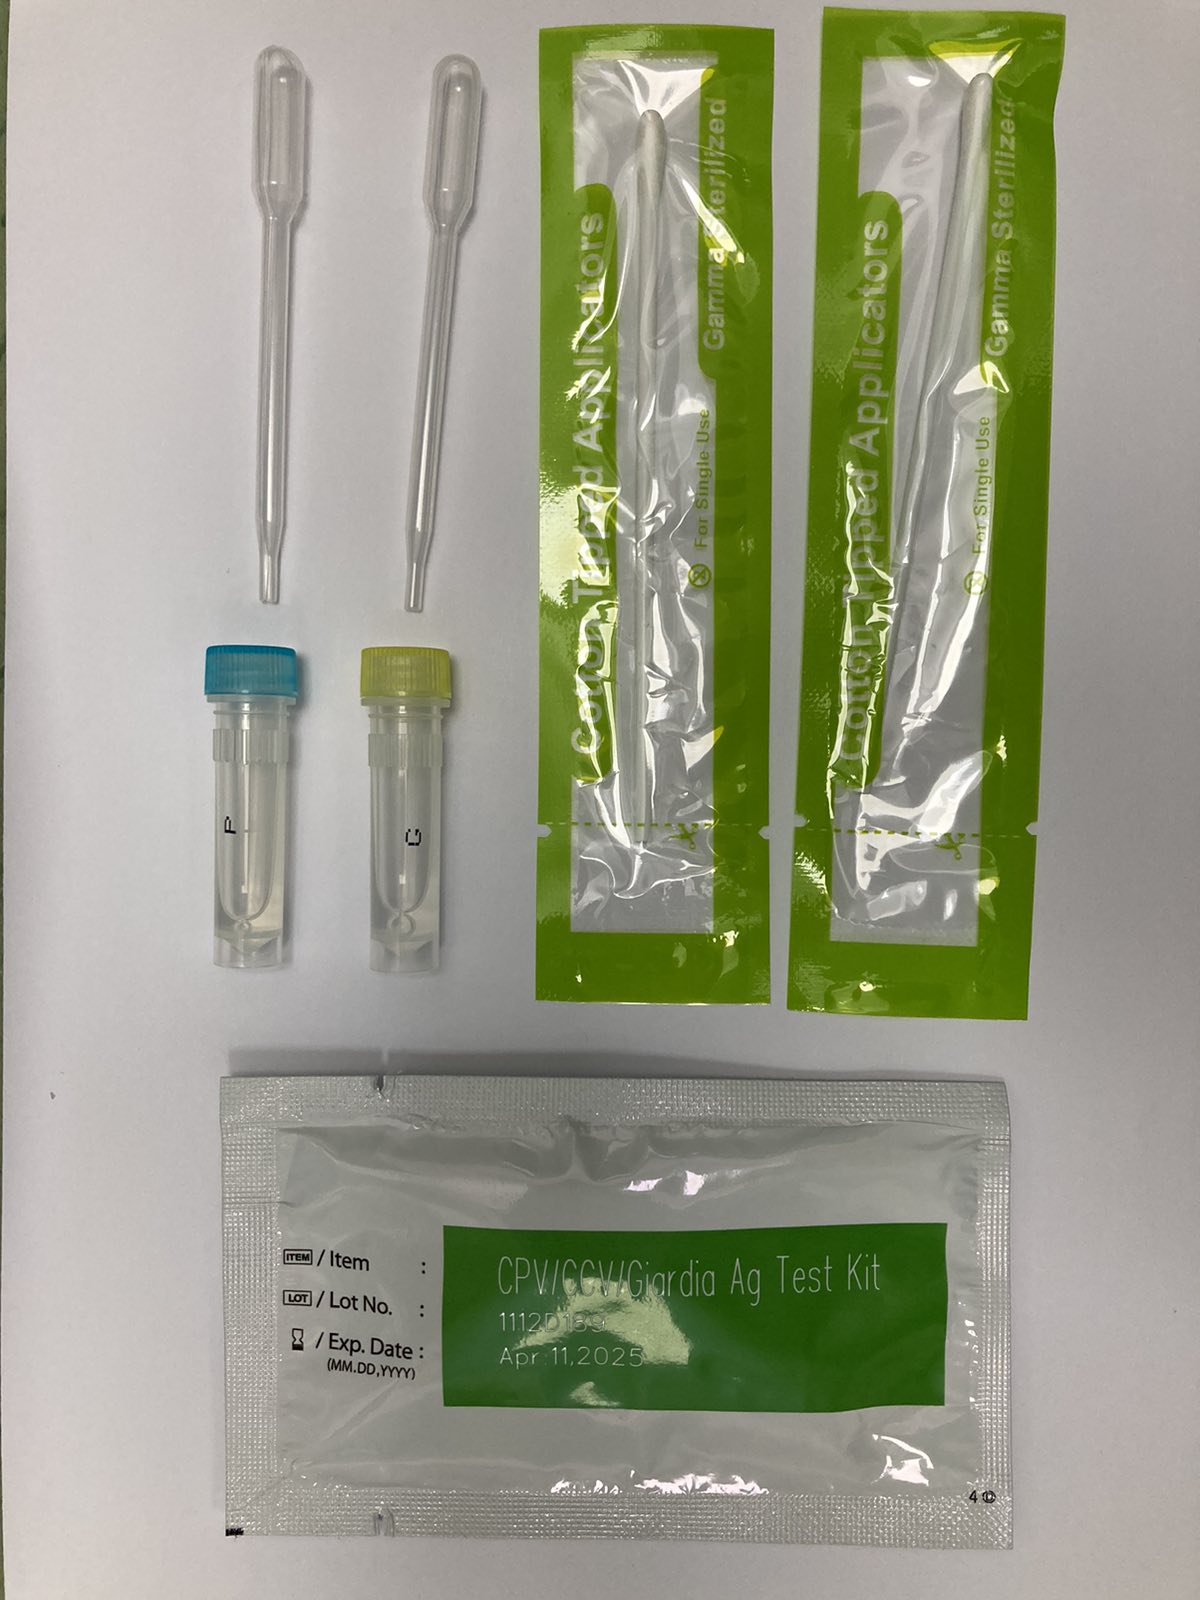 ITEM / Item :
LOT / Lot No. :
/ Exp. Date :
(MM.DD,YYYY)
CPV/CCV/Giardia Ag Test Kit
1112D189
Apr.11.2025
4
P
G
Cotton Tipped Applicators
For Single Use
Gamma Sterilized
Cotton Tipped Applicators
For Single Use
Gamma Sterilized